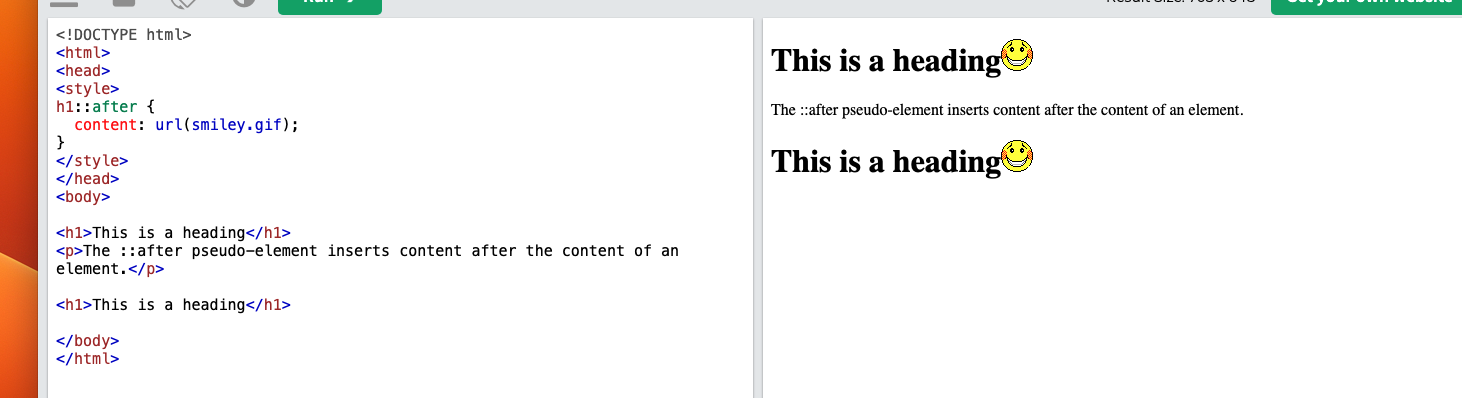 <!DOCTYPE html>
<html>
<head>
<style>
h1::after {
  content: url(smiley.gif);
}
</style>
</head>
<body>
<h1>This is a heading</h1>
<p>The ::after pseudo-element inserts content after the content of an
element.</p>
<h1>This is a heading</h1>
</body>
</html>
This is a heading
The ::after pseudo-element inserts content after the content of an element.
This is a heading